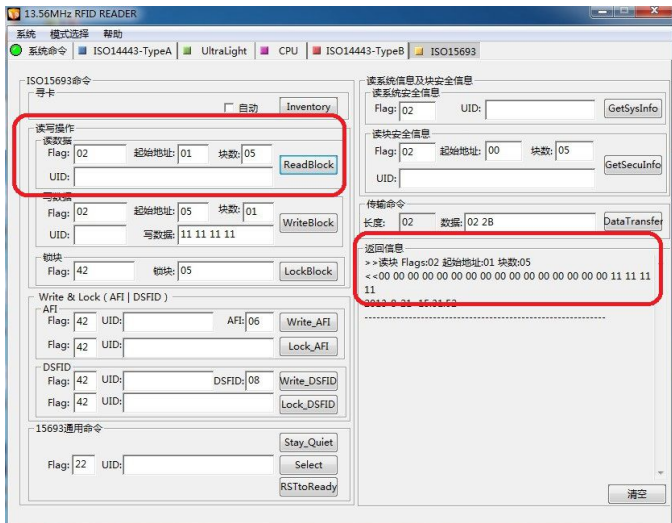 13.56MHz RFID READER
系统 模式选择 帮助
系统命令 ISO14443-TypeA UltraLight CPU ISO14443-TypeB ISO15693
ISO15693命令
寻卡
自动 Inventory
读写操作
读数据
Flag: 02 起始地址: 01 块数: 05
ReadBlock
UID:
写数据
Flag: 02 起始地址: 05 块数: 01
WriteBlock
UID: 写数据: 11 11 11 11
锁块
Flag: 42 锁块: 05 LockBlock
Write & Lock ( AFI | DSFID )
AFI
Flag: 42 UID: AFI: 06 Write_AFI
Flag: 42 UID: Lock_AFI
DSFID
Flag: 42 UID: DSFID: 08 Write_DSFID
Flag: 42 UID: Lock_DSFID
15693通用命令
Stay_Quiet
Flag: 22 UID: Select
RSTtoReady
读系统信息及块安全信息
读系统安全信息
Flag: 02 UID: GetSysInfo
读块安全信息
Flag: 02 起始地址: 00 块数: 05
GetSecuInfo
UID:
传输命令
长度: 02 数据: 02 2B DataTransfer
返回信息
>>读块 Flags:02 起始地址:01 块数:05
<<00 00 00 00 00 00 00 00 00 00 00 00 00 00 00 00 11 11 11
11
清空